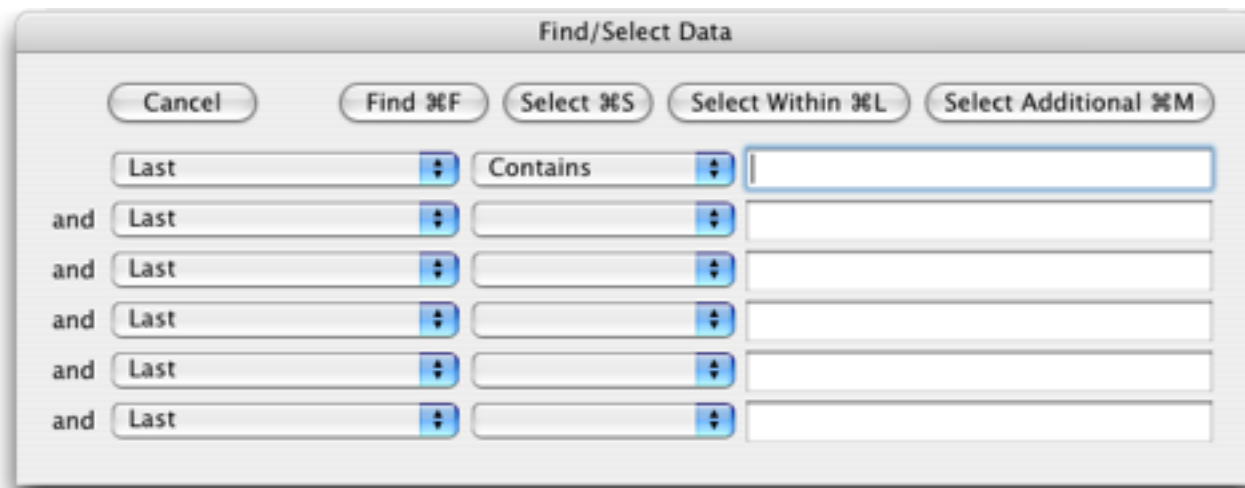 Find/Select Data
Cancel Find ⌘F Select ⌘S Select Within ⌘L Select Additional ⌘M
Last Contains
and Last
and Last
and Last
and Last
and Last